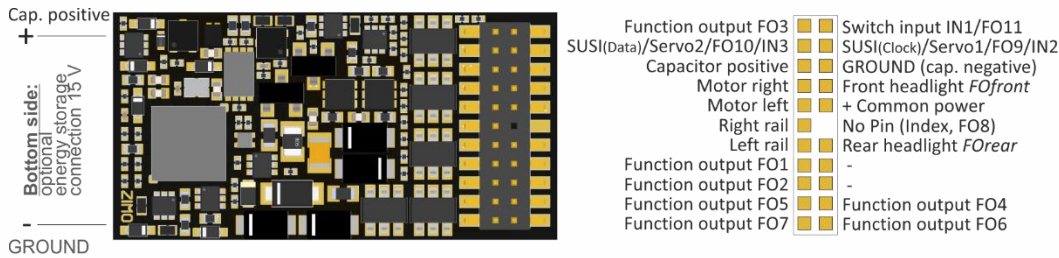 Cap. positive
+
Bottom side:
optional
energy storage
connection 15 V
-
GROUND
ZIMO
Function output FO3 Switch input IN1/FO11
SUSI(Data)/Servo2/FO10/IN3 SUSI(Clock)/Servo1/FO9/IN2
Capacitor positive GROUND (cap. negative)
Motor right Front headlight FOfront
Motor left + Common power
Right rail No Pin (Index, FO8)
Left rail Rear headlight FOrear
Function output FO1 -
Function output FO2 -
Function output FO5 Function output FO4
Function output FO7 Function output FO6